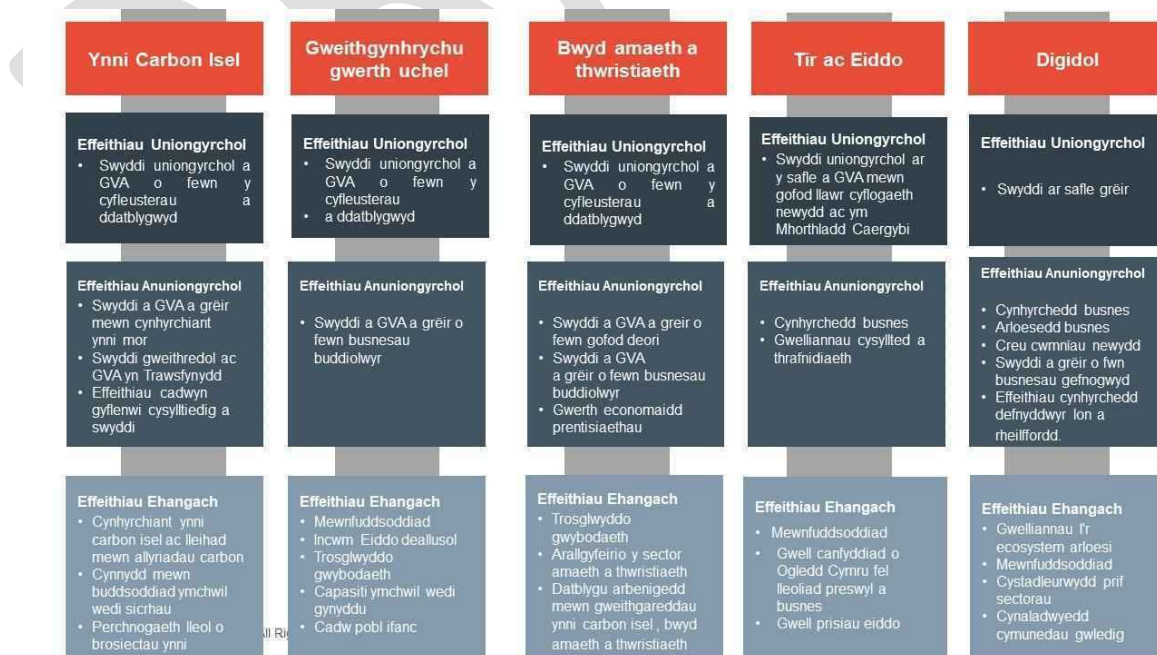 Ynni Carbon Isel
Effeithiau Uniongyrchol
• Swyddi uniongyrchol a
GVA o fewn y
cyfleusterau a
ddatblygwyd
Effeithiau Anuniongyrchol
• Swyddi a GVA a grëir
mewn cynhyrchiant
ynni mor
• Swyddi gweithredol ac
GVA yn Trawsfynydd
• Effeithiau cadwyn
gyflenwi cysylltiedig a
swyddi
Effeithiau Ehangach
• Cynhyrchiant ynni
carbon isel ac lleihad
mewn allyriadau carbon
• Cynnydd mewn
buddsoddiad ymchwil
wedi sicrhau
• Perchnogaeth lleol o
brosiectau ynni
Gweithgynhrychu
gwerth uchel
Effeithiau Uniongyrchol
• Swyddi uniongyrchol a
GVA o fewn y
cyfleusterau
• a ddatblygwyd
Effeithiau Anuniongyrchol
• Swyddi a GVA a grëir o
fewn busnesau
buddiolwyr
Effeithiau Ehangach
• Mewnfuddsoddiad
• Incwm Eiddo deallusol
• Trosglwyddo
gwybodaeth
• Capasiti ymchwil wedi
gynyddu
• Cadw pobl ifanc
Bwyd amaeth a
thwristiaeth
Effeithiau Uniongyrchol
• Swyddi uniongyrchol a
GVA o fewn y
cyfleusterau a
ddatblygwyd
Effeithiau Anuniongyrchol
• Swyddi a GVA a greir o
fewn gofod deori
• Swyddi a GVA
a grëir o fewn busnesau
buddiolwyr
• Gwerth economaidd
prentisiaethau
Effeithiau Ehangach
• Trosglwyddo
gwybodaeth
• Arallgyfeirio y sector
amaeth a thwristiaeth
• Datblygu arbenigedd
mewn gweithgareddau
ynni carbon isel , bwyd
amaeth a thwristiaeth
Tir ac Eiddo
Effeithiau Uniongyrchol
• Swyddi uniongyrchol ar
y safle a GVA mewn
gofod llawr cyflogaeth
newydd ac ym
Mhorthladd Caergybi
Effeithiau Anuniongyrchol
• Cynhyrchedd busnes
• Gwelliannau cysyllted a
thrafnidiaeth
Effeithiau Ehangach
• Mewnfuddsoddiad
• Gwell canfyddiad o
Ogledd Cymru fel
lleoliad preswyl a
busnes
• Gwell prisiau eiddo
Digidol
Effeithiau Uniongyrchol
• Swyddi ar safle grëir
Effeithiau Anuniongyrchol
• Cynhyrchedd busnes
• Arloesedd busnes
• Creu cwmniau newydd
• Swyddi a grëir o fwn
busnesau gefnogwyd
• Effeithiau cynhyrchedd
defnyddwyr lon a
rheilffordd.
Effeithiau Ehangach
• Gwelliannau I'r
ecosystem arloesi
• Mewnfuddsoddiad
• Cystadleurwydd prif
sectorau
• Cynaladwyedd
cymunedau gwledig